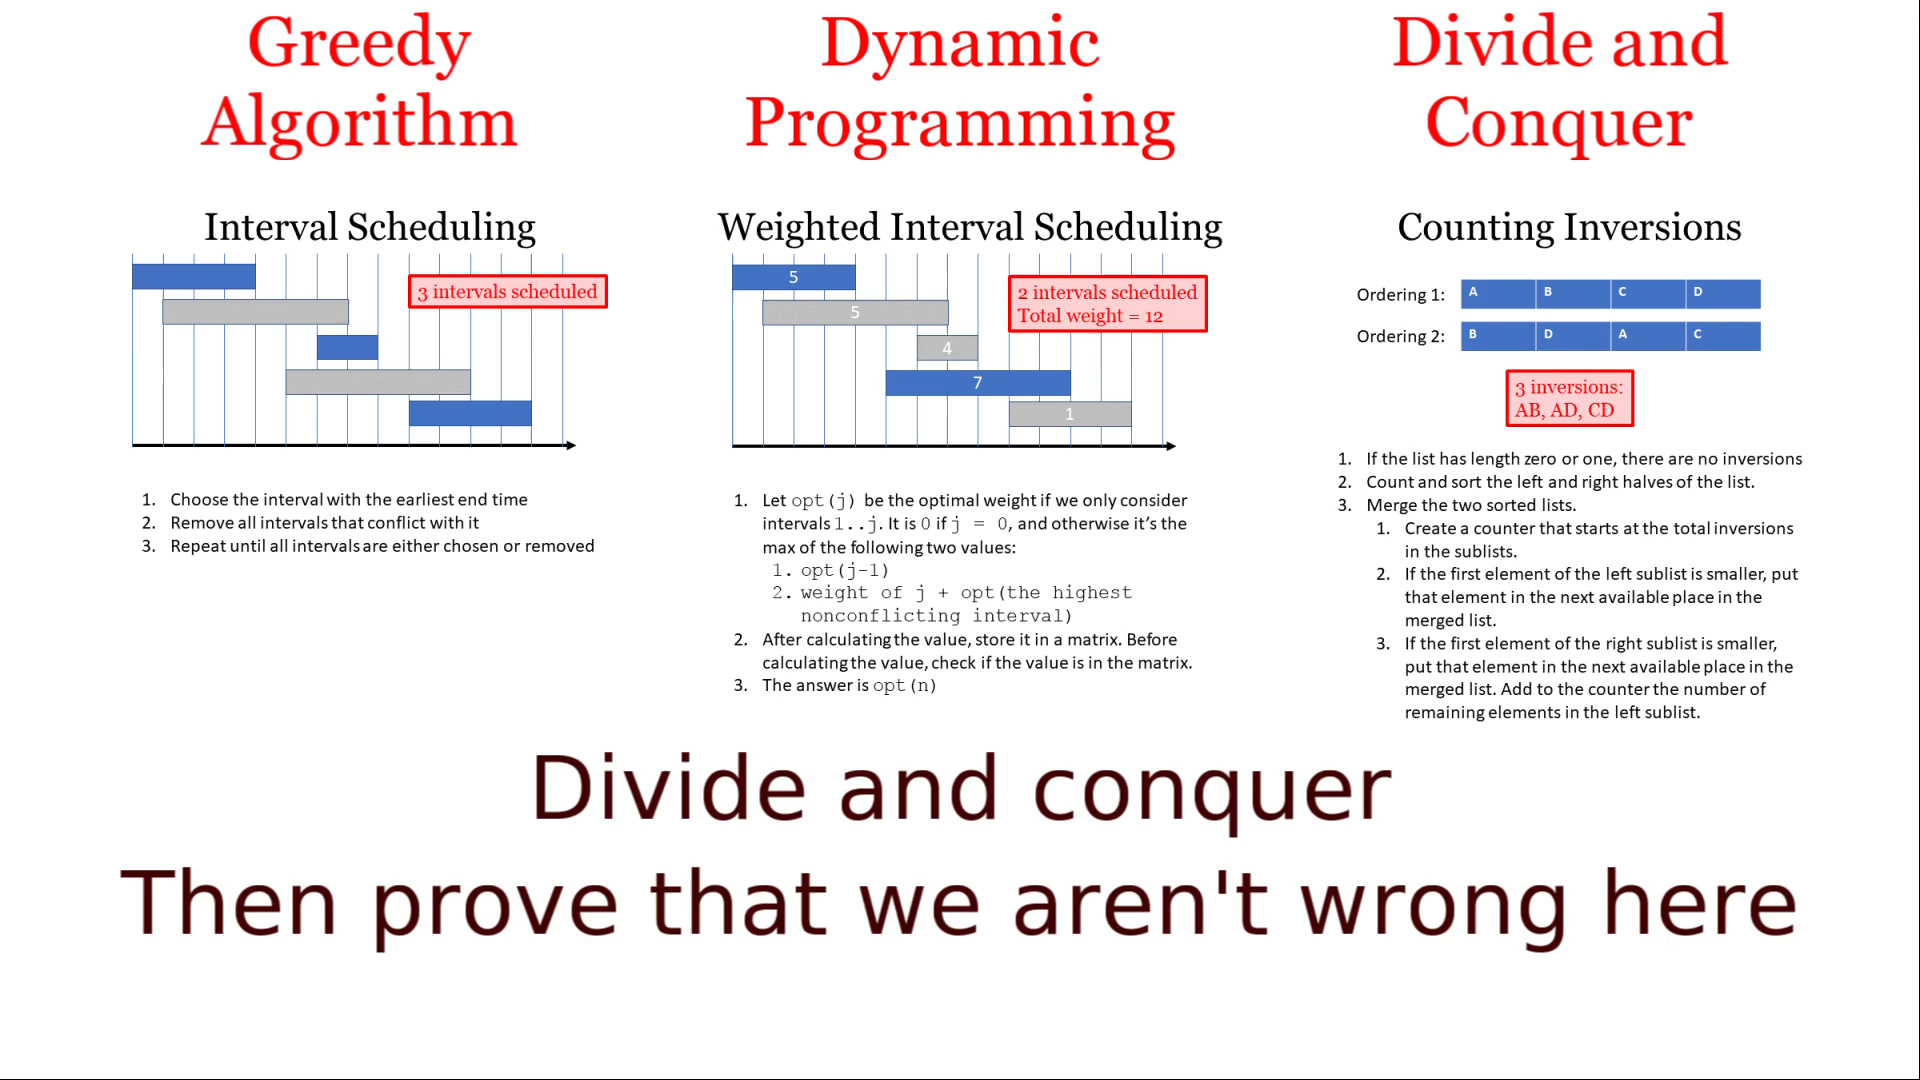 Greedy
Algorithm
Interval Scheduling
3 intervals scheduled
1. Choose the interval with the earliest end time
2. Remove all intervals that conflict with it
3. Repeat until all intervals are either chosen or removed
Dynamic
Programming
Weighted Interval Scheduling
5
5
4
7
1
2 intervals scheduled
Total weight = 12
1. Let opt(j) be the optimal weight if we only consider
intervals 1..j. It is 0 if j = 0, and otherwise it’s the
max of the following two values:
1. opt(j-1)
2. weight of j + opt(the highest
nonconflicting interval)
2. After calculating the value, store it in a matrix. Before
calculating the value, check if the value is in the matrix.
3. The answer is opt(n)
Divide and
Conquer
Counting Inversions
Ordering 1: A B C D
Ordering 2: B D A C
3 inversions:
AB, AD, CD
1. If the list has length zero or one, there are no inversions
2. Count and sort the left and right halves of the list.
3. Merge the two sorted lists.
1. Create a counter that starts at the total inversions
in the sublists.
2. If the first element of the left sublist is smaller, put
that element in the next available place in the
merged list.
3. If the first element of the right sublist is smaller,
put that element in the next available place in the
merged list. Add to the counter the number of
remaining elements in the left sublist.
Divide and conquer
Then prove that we aren't wrong here